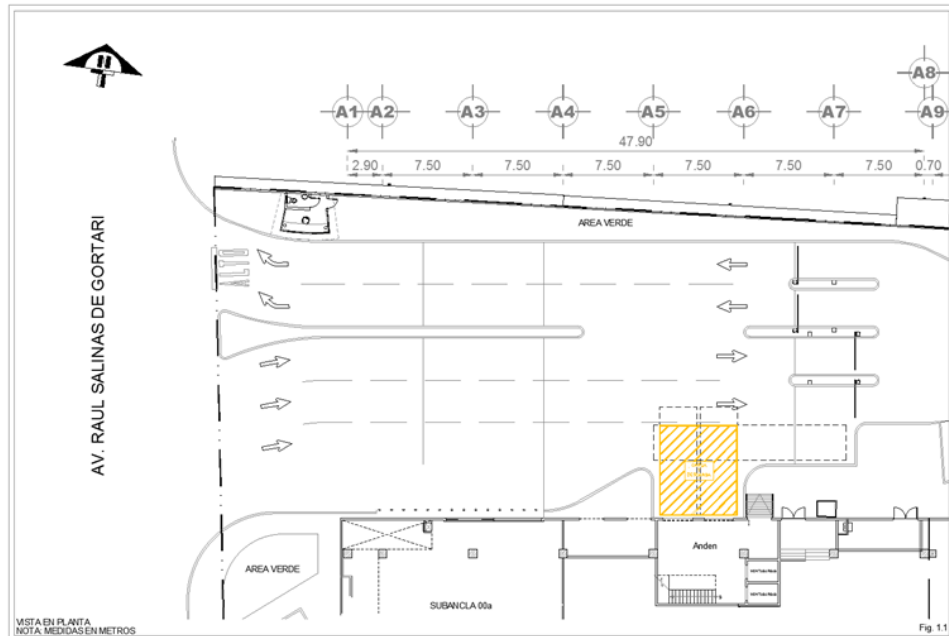 A8
A1 A2 A3 A4 A5 A6 A7 A9
47.90
2.90 7.50 7.50 7.50 7.50 7.50 7.50 0.70
AREA VERDE
AV. RAUL SALINAS DE GORTARI
AREA VERDE
SUBANCLA 00a
Anden
VISTA EN PLANTA
NOTA: MEDIDAS EN METROS
Fig. 1.1